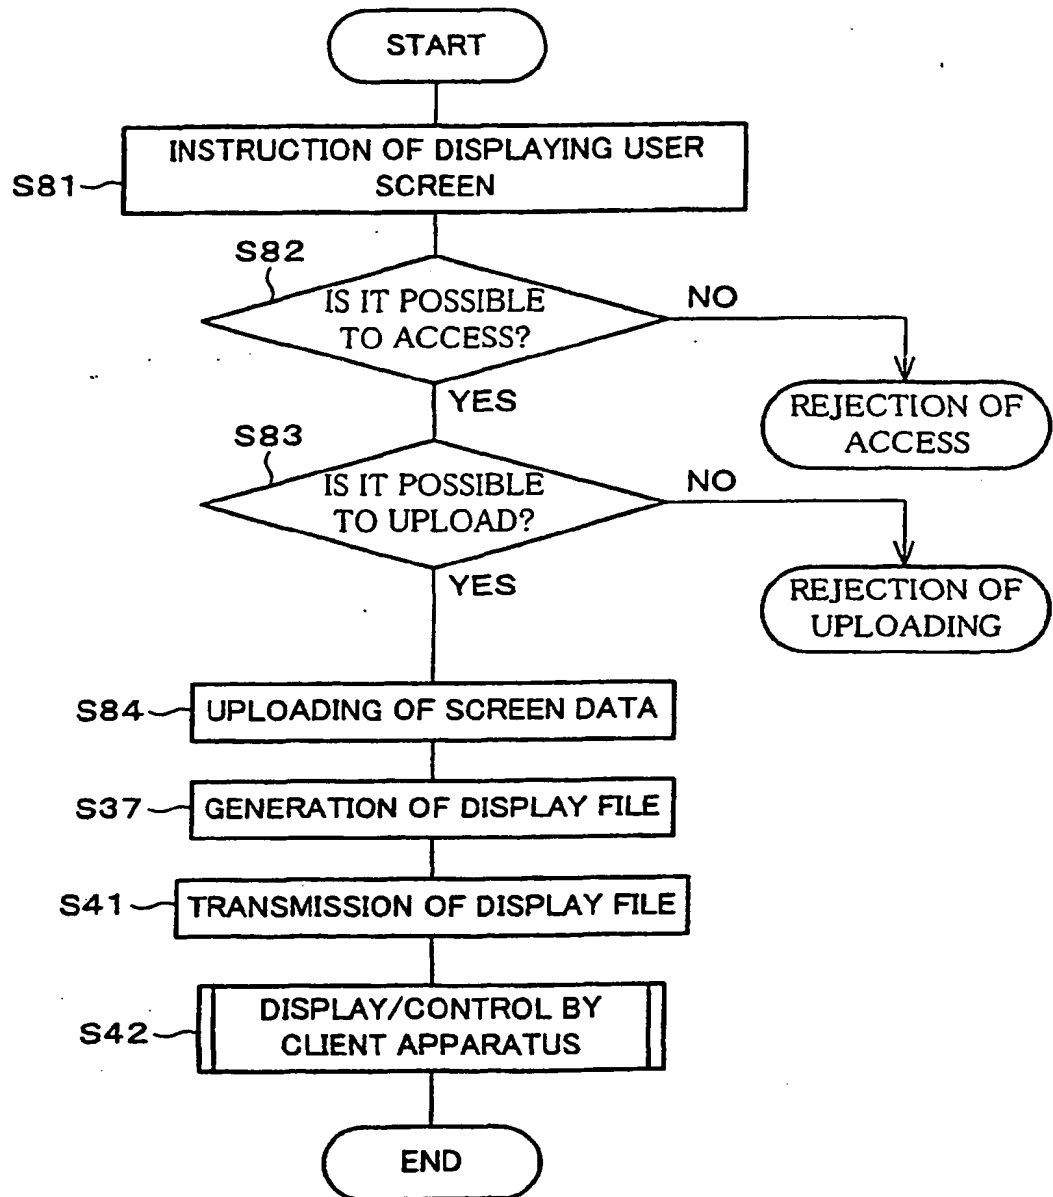 START
INSTRUCTION OF DISPLAYING USER
SCREEN
S81
S82
IS IT POSSIBLE
TO ACCESS?
NO
YES
REJECTION OF
ACCESS
S83
IS IT POSSIBLE
TO UPLOAD?
NO
YES
REJECTION OF
UPLOADING
S84
UPLOADING OF SCREEN DATA
S37
GENERATION OF DISPLAY FILE
S41
TRANSMISSION OF DISPLAY FILE
S42
DISPLAY/CONTROL BY
CLIENT APPARATUS
END